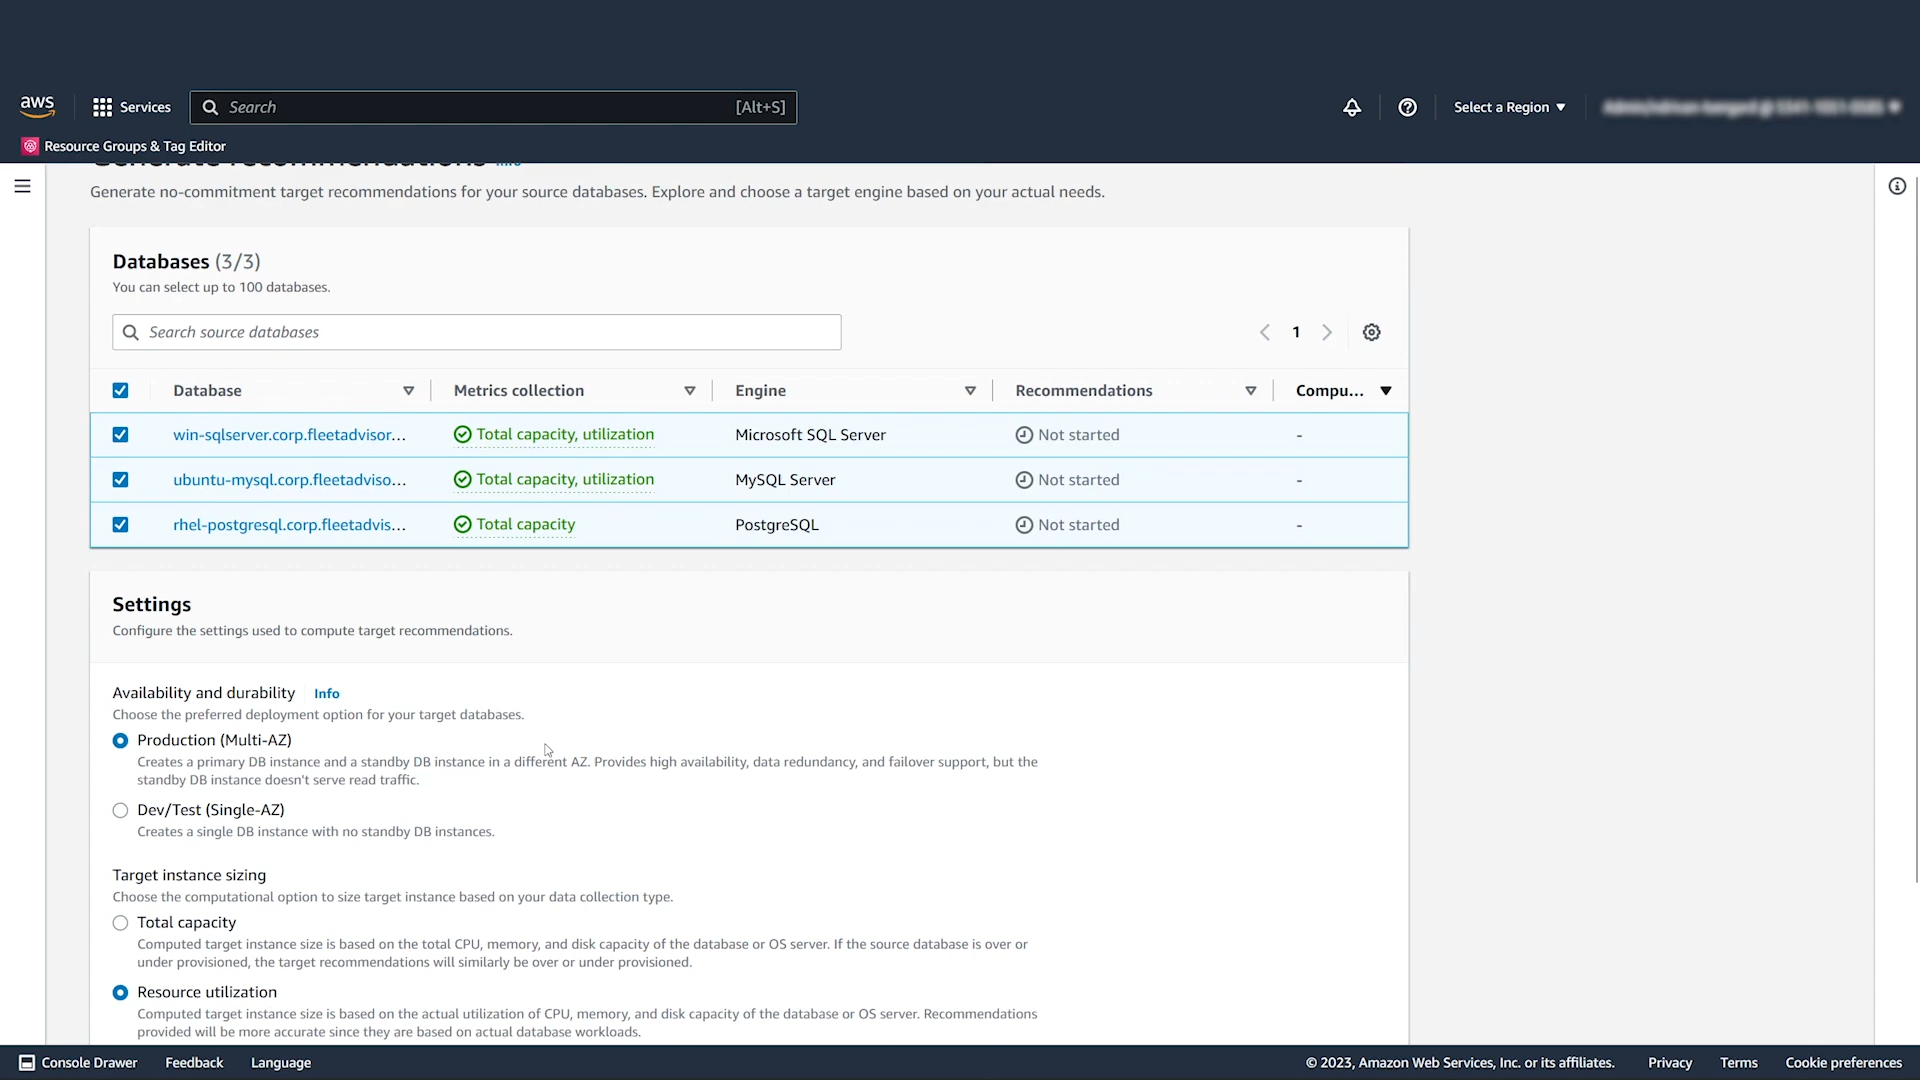 aws
Services
Search
[Alt+S]
Select a Region
Resource Groups & Tag Editor
Generate recommendations Info
Generate no-commitment target recommendations for your source databases. Explore and choose a target engine based on your actual needs.
Databases (3/3)
You can select up to 100 databases.
Search source databases
1
Database
Metrics collection
Engine
Recommendations
Compu...
win-sqlserver.corp.fleetadvisor...
Total capacity, utilization
Microsoft SQL Server
Not started
-
ubuntu-mysql.corp.fleetadviso...
Total capacity, utilization
MySQL Server
Not started
-
rhel-postgresql.corp.fleetadvis...
Total capacity
PostgreSQL
Not started
-
Settings
Configure the settings used to compute target recommendations.
Availability and durability
Info
Choose the preferred deployment option for your target databases.
Production (Multi-AZ)
Creates a primary DB instance and a standby DB instance in a different AZ. Provides high availability, data redundancy, and failover support, but the
standby DB instance doesn't serve read traffic.
Dev/Test (Single-AZ)
Creates a single DB instance with no standby DB instances.
Target instance sizing
Choose the computational option to size target instance based on your data collection type.
Total capacity
Computed target instance size is based on the total CPU, memory, and disk capacity of the database or OS server. If the source database is over or
under provisioned, the target recommendations will similarly be over or under provisioned.
Resource utilization
Computed target instance size is based on the actual utilization of CPU, memory, and disk capacity of the database or OS server. Recommendations
provided will be more accurate since they are based on actual database workloads.
Console Drawer
Feedback
Language
© 2023, Amazon Web Services, Inc. or its affiliates.
Privacy
Terms
Cookie preferences